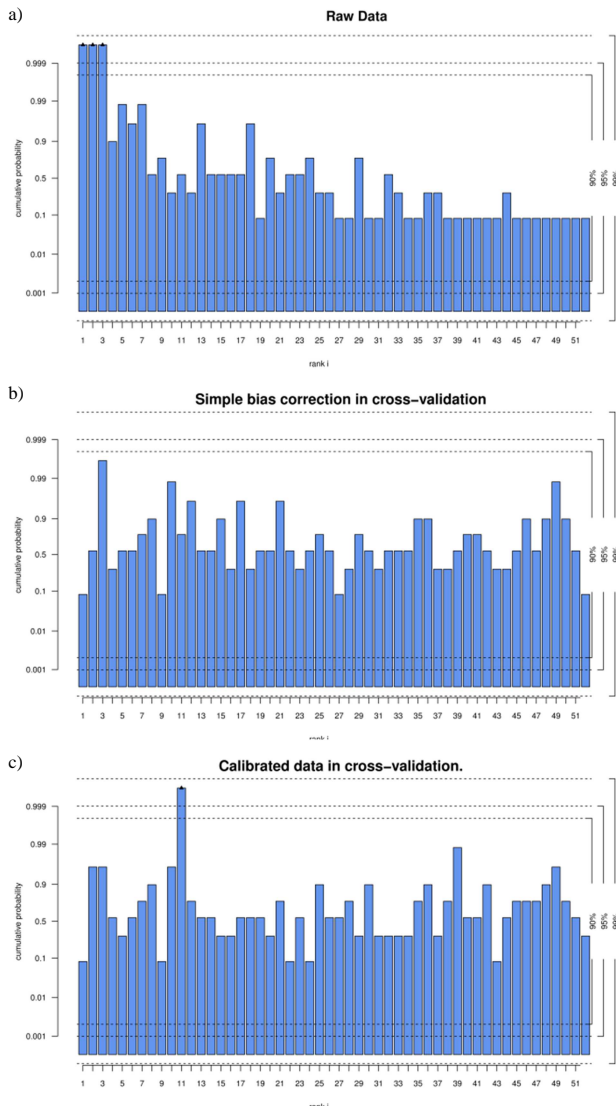 a)
Raw Data
0.999
0.99
0.9
0.5
0.1
0.01
0.001
cumulative probability
90%
95%
99%
1 3 5 7 9 11 13 15 17 19 21 23 25 27 29 31 33 35 37 39 41 43 45 47 49 51
rank i
b)
Simple bias correction in cross−validation
0.999
0.99
0.9
0.5
0.1
0.01
0.001
cumulative probability
90%
95%
99%
1 3 5 7 9 11 13 15 17 19 21 23 25 27 29 31 33 35 37 39 41 43 45 47 49 51
rank i
c)
Calibrated data in cross−validation.
0.999
0.99
0.9
0.5
0.1
0.01
0.001
cumulative probability
90%
95%
99%
1 3 5 7 9 11 13 15 17 19 21 23 25 27 29 31 33 35 37 39 41 43 45 47 49 51
rank i